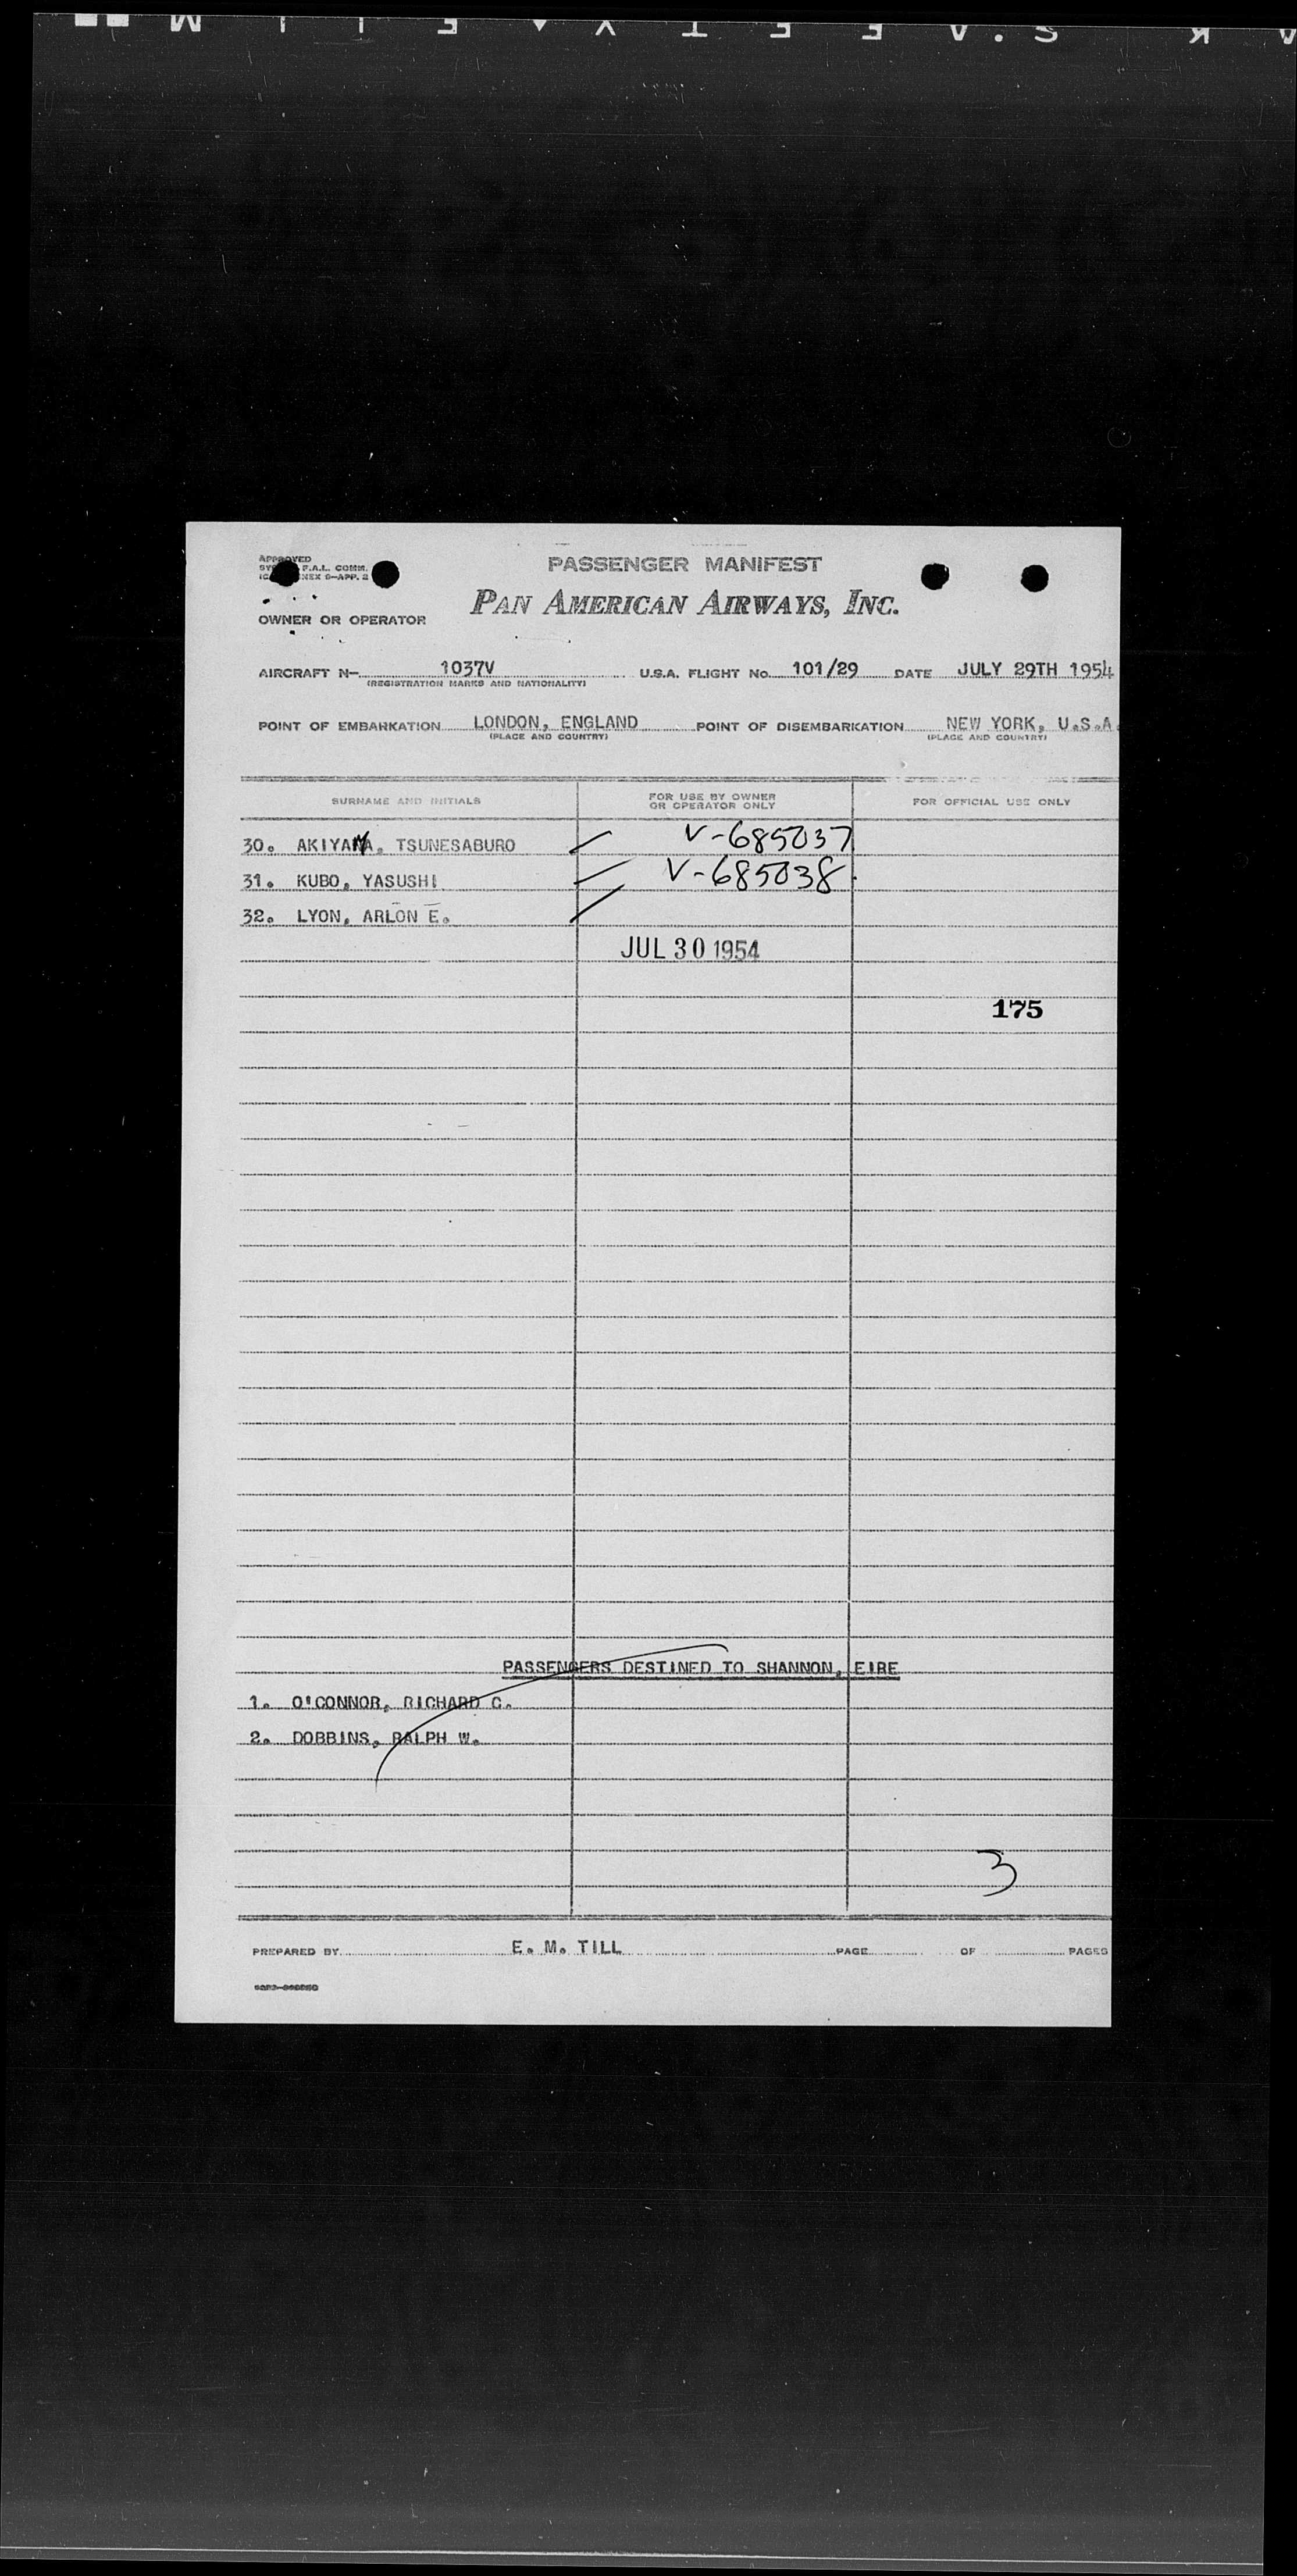 PASSENGER MANIFEST
PAN AMERICAN AIRWAYS, INC.
OWNER OR OPERATOR
AIRCRAFT N- 1037V U.S.A. FLIGHT No. 101/29 DATE JULY 29TH 1954
(REGISTRATION MARKS AND NATIONALITY)
POINT OF EMBARKATION LONDON, ENGLAND POINT OF DISEMBARKATION NEW YORK, U.S.A.
(PLACE AND COUNTRY) (PLACE AND COUNTRY)
SURNAME AND INITIALS FOR USE BY OWNER OR OPERATOR ONLY FOR OFFICIAL USE ONLY
30. AKIYAMA, TSUNESABURO V-685037
31. KUBO, YASUSHI V-685038
32. LYON, ARLON E.
JUL 30 1954
175
PASSENGERS DESTINED TO SHANNON, EIRE
1. O'CONNOR, RICHARD C.
2. DOBBINS, RALPH W.
3
PREPARED BY E. M. TILL PAGE OF PAGES